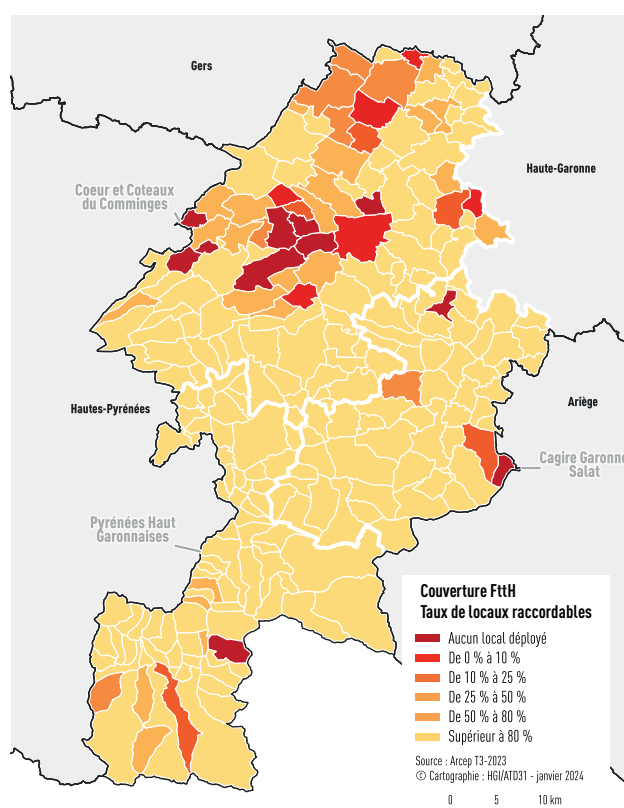 Gers
Haute-Garonne
Coeur et Coteaux
du Comminges
Hautes-Pyrénées
Ariège
Cagire Garonne
Salat
Pyrénées Haut
Garonnaises
Couverture FttH
Taux de locaux raccordables
Aucun local déployé
De 0 % à 10 %
De 10 % à 25 %
De 25 % à 50 %
De 50 % à 80 %
Supérieur à 80 %
Source : Arcep T3-2023
© Cartographie : HGI/ATD31 - janvier 2024
0 5 10 km